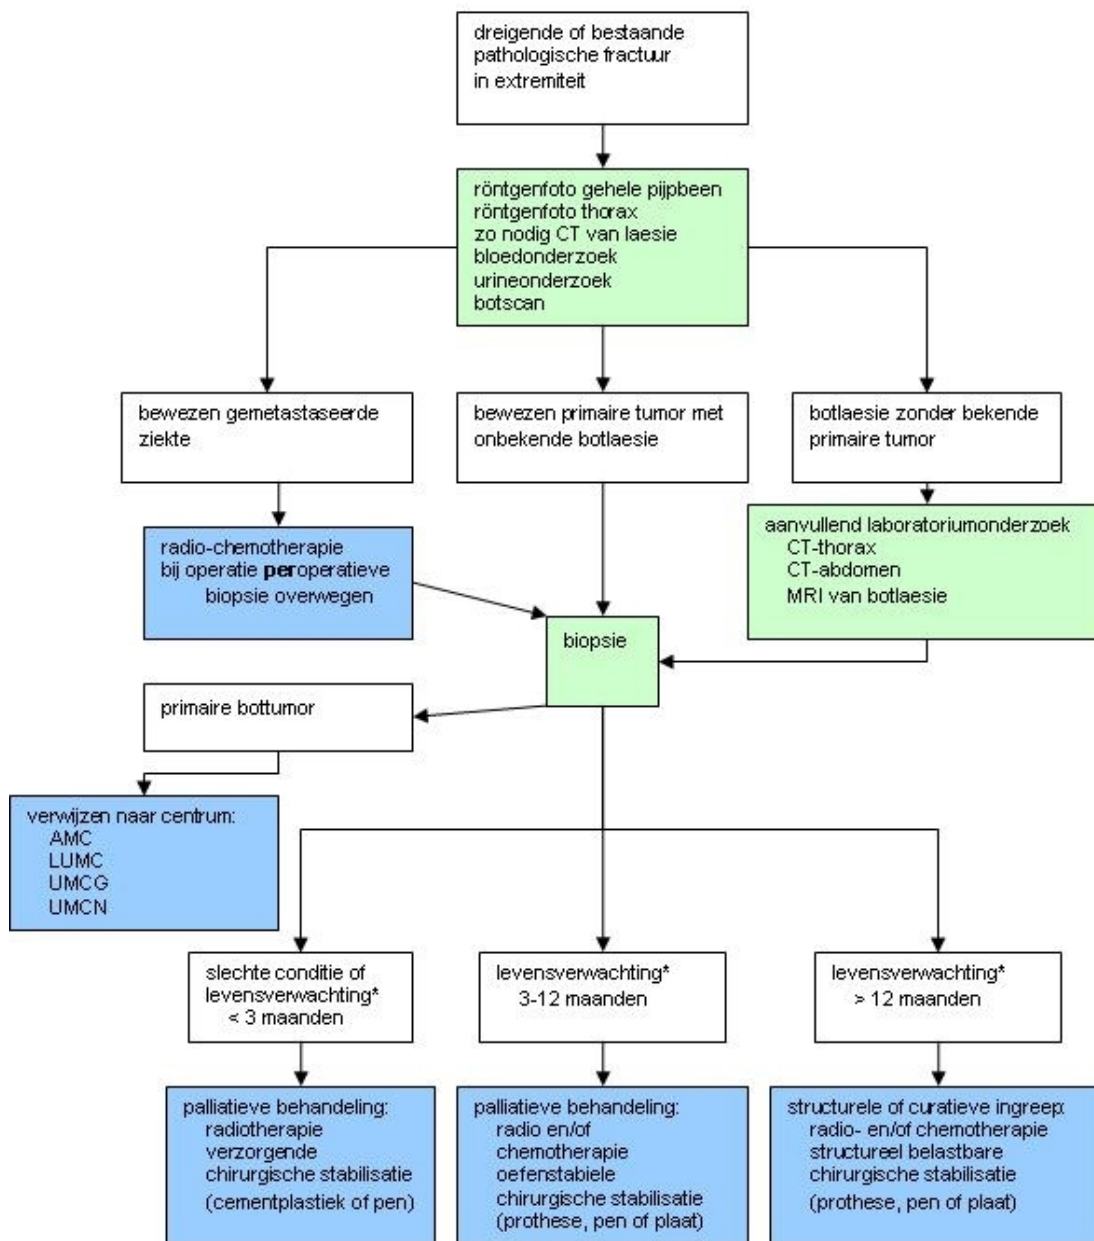 dreigende of bestaande
pathologische fractuur
in extremiteit
röntgenfoto gehele pijpbeen
röntgenfoto thorax
zo nodig CT van laesie
bloedonderzoek
urineonderzoek
botscan
bewezen gemetastaseerde
ziekte
bewezen primaire tumor met
onbekende botlaesie
botlaesie zonder bekende
primaire tumor
radio-chemotherapie
bij operatie peroperatieve
biopsie overwegen
aanvullend laboratoriumonderzoek
CT-thorax
CT-abdomen
MRI van botlaesie
biopsie
primaire bottumor
verwijzen naar centrum:
AMC
LUMC
UMCG
UMCN
slechte conditie of
levensverwachting*
< 3 maanden
levensverwachting*
3-12 maanden
levensverwachting*
> 12 maanden
palliatieve behandeling:
radiotherapie
verzorgende
chirurgische stabilisatie
(cementplastiek of pen)
palliatieve behandeling:
radio en/of
chemotherapie
oefenstabiele
chirurgische stabilisatie
(prothese, pen of plaat)
structurele of curatieve ingreep:
radio- en/of chemotherapie
structureel belastbare
chirurgische stabilisatie
(prothese, pen of plaat)